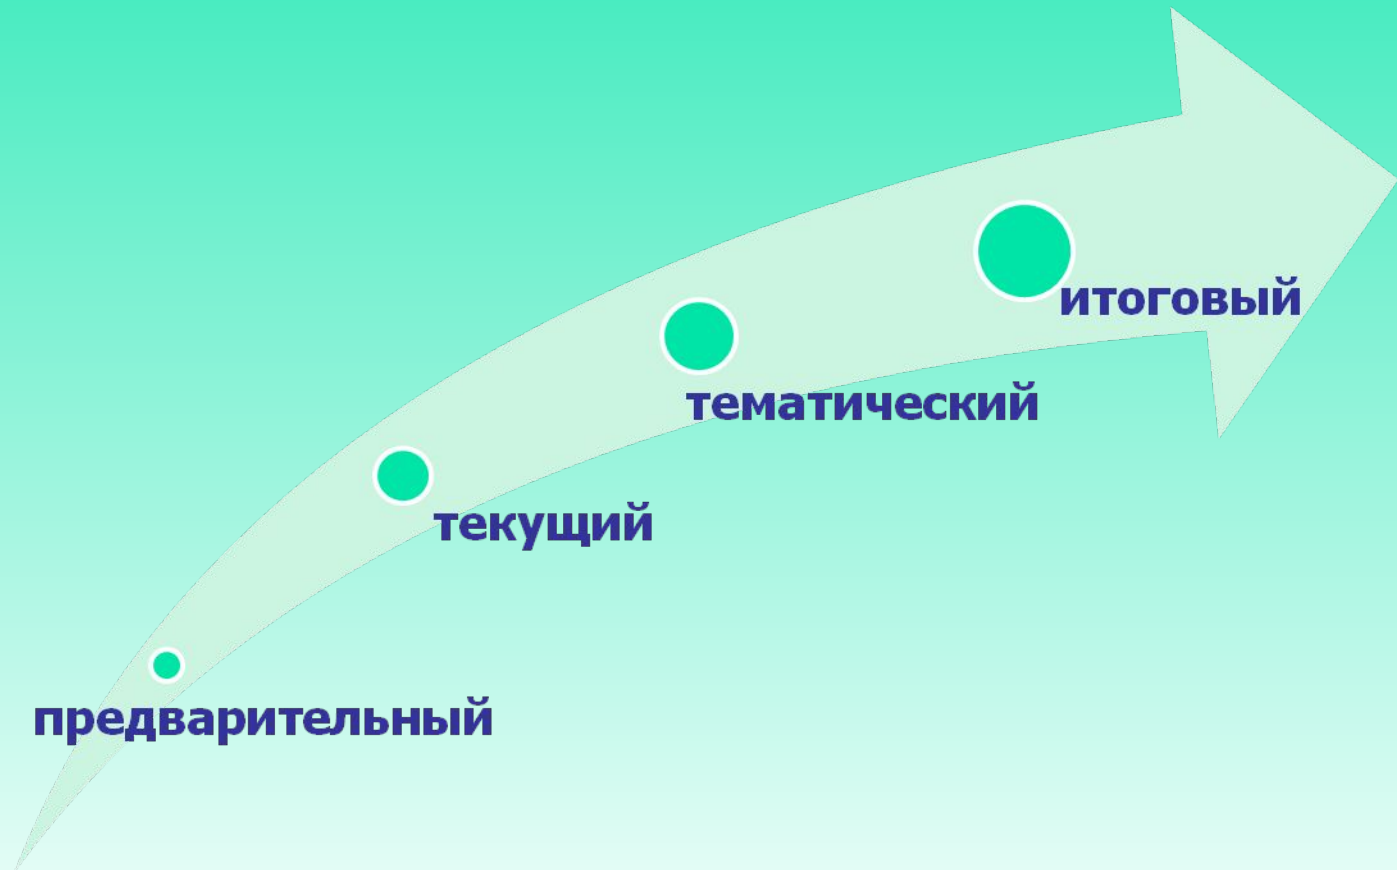 предварительный
текущий
тематический
итоговый